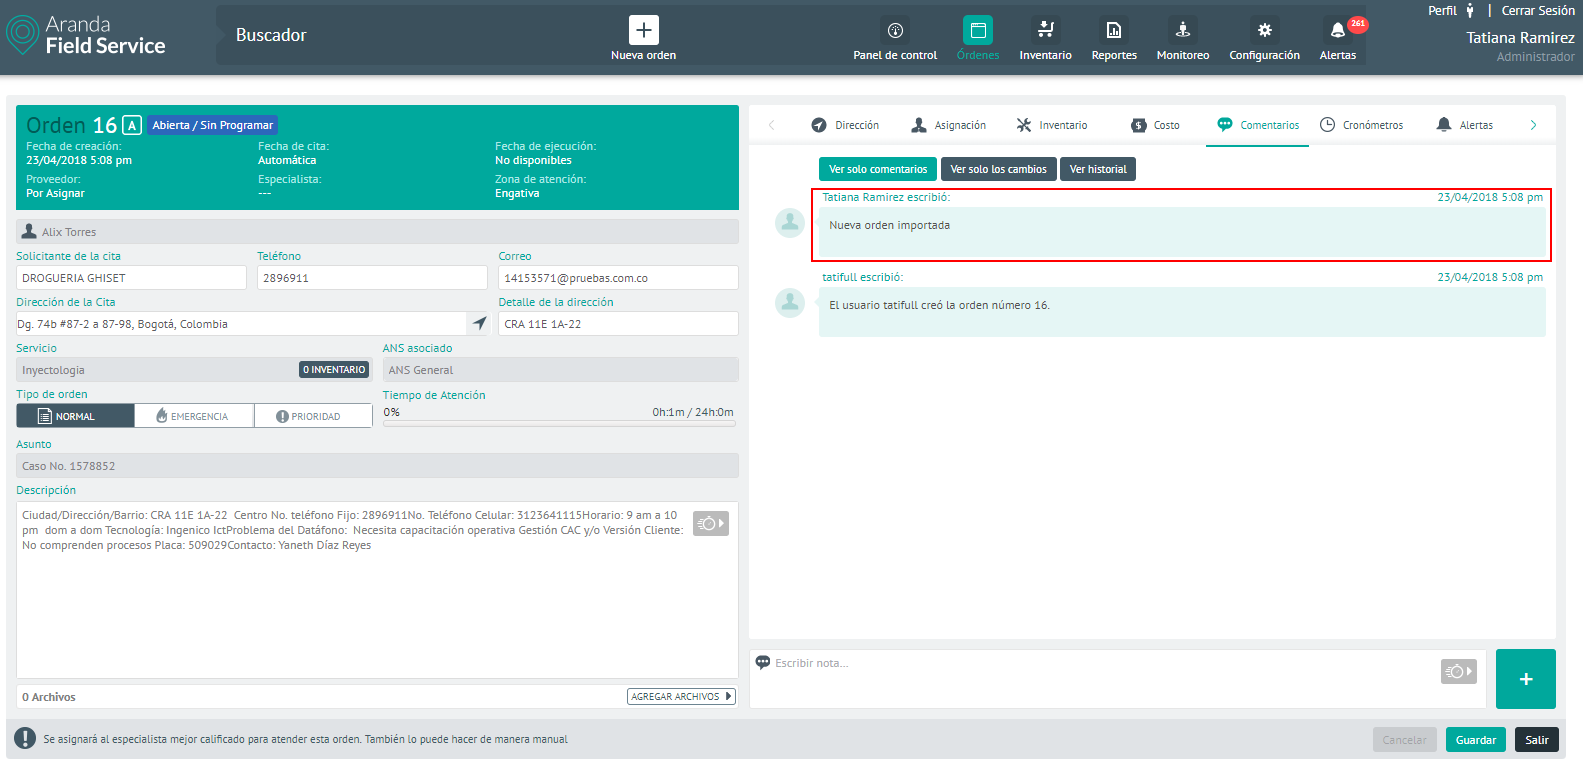 Aranda
Field Service
Buscador
Nueva orden
Panel de control
Órdenes
Inventario
Reportes
Monitoreo
Configuración
Alertas
261
Perfil | Cerrar Sesión
Tatiana Ramirez
Administrador
Orden 16 A Abierta / Sin Programar
Fecha de creación:
23/04/2018 5:08 pm
Fecha de cita:
Automática
Fecha de ejecución:
No disponibles
Proveedor:
Por Asignar
Especialista:
---
Zona de atención:
Engativa
Alix Torres
Solicitante de la cita
DROGUERIA GHISET
Teléfono
2896911
Correo
14153571@pruebas.com.co
Dirección de la Cita
Dg. 74b #87-2 a 87-98, Bogotá, Colombia
Detalle de la dirección
CRA 11E 1A-22
Servicio
Inyectologia
0 INVENTARIO
ANS asociado
ANS General
Tipo de orden
NORMAL
EMERGENCIA
PRIORIDAD
Tiempo de Atención
0%
0h:1m / 24h:0m
Asunto
Caso No. 1578852
Descripción
Ciudad/Dirección/Barrio: CRA 11E 1A-22  Centro No. teléfono Fijo: 2896911No. Teléfono Celular: 3123641115Horario: 9 am a 10
pm  dom a dom Tecnología: Ingenico IctProblema del Datáfono:  Necesita capacitación operativa Gestión CAC y/o Versión Cliente:
No comprenden procesos Placa: 509029Contacto: Yaneth Díaz Reyes
0 Archivos
AGREGAR ARCHIVOS
Dirección
Asignación
Inventario
Costo
Comentarios
Cronómetros
Alertas
Ver solo comentarios
Ver solo los cambios
Ver historial
Tatiana Ramirez escribió:
23/04/2018 5:08 pm
Nueva orden importada
tatifull escribió:
23/04/2018 5:08 pm
El usuario tatifull creó la orden número 16.
Escribir nota...
+
Se asignará al especialista mejor calificado para atender esta orden. También lo puede hacer de manera manual
Cancelar
Guardar
Salir